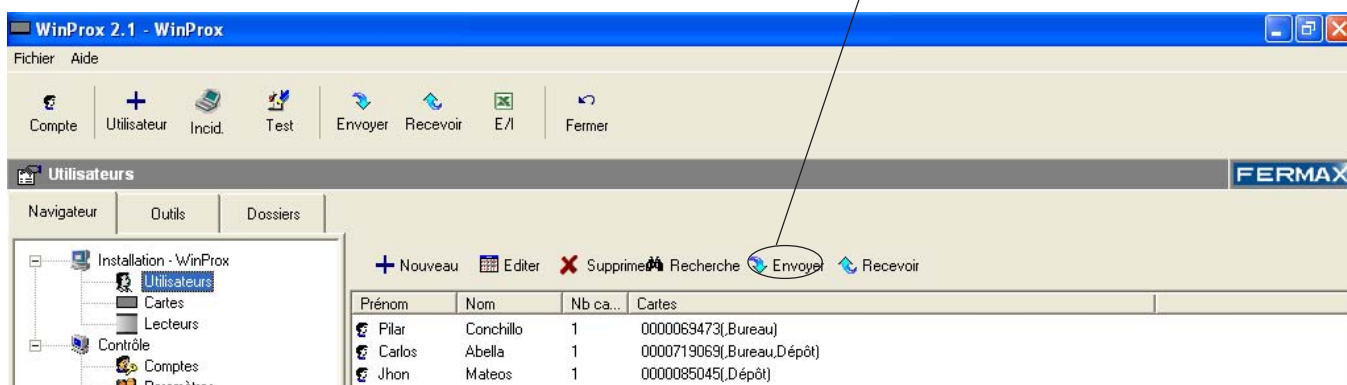 WinProx 2.1 - WinProx
Fichier Aide
Compte Utilisateur Incid. Test Envoyer Recevoir E/I Fermer
Utilisateurs FERMAX
Navigateur Outils Dossiers
Installation - WinProx
Utilisateurs
Cartes
Lecteurs
Contrôle
Comptes
Paramètres
Nouveau Editer Supprimer Recherche Envoyer Recevoir
Prénom Nom Nb ca... Cartes
Pilar Conchillo 1 0000069473(,Bureau)
Carlos Abella 1 0000719069(,Bureau,Dépôt)
Jhon Mateos 1 0000085045(,Dépôt)